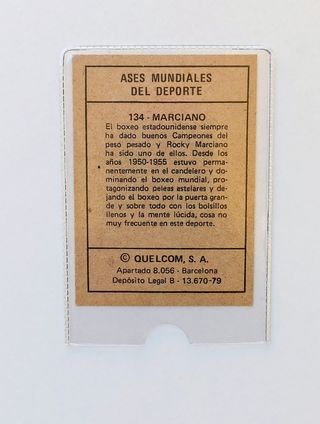 ASES MUNDIALES
DEL DEPORTE
134 - MARCIANO
El boxeo estadounidense siempre
ha dado buenos Campeones del
peso pesado y Rocky Marciano
ha sido uno de ellos. Desde los
años 1950-1955 estuvo perma-
nentemente en el candelero y do-
minando el boxeo mundial, pro-
tagonizando peleas estelares y de-
jando el boxeo por la puerta gran-
de y sobre todo con los bolsillos
llenos y la mente lúcida, cosa no
muy frecuente en este deporte.
© QUELCOM, S. A.
Apartado 8.056 - Barcelona
Depósito Legal B - 13.670-79